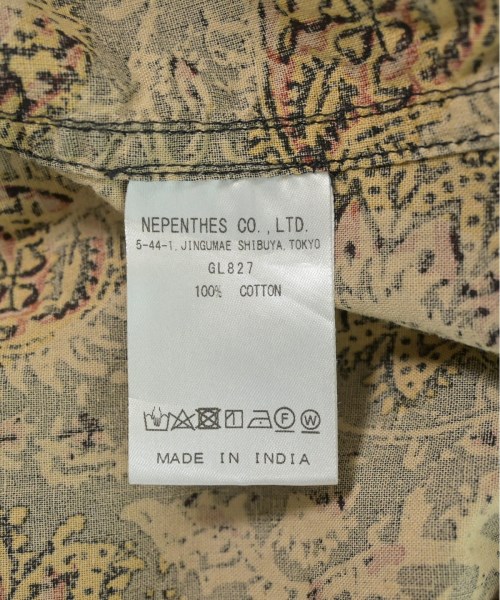 NEPENTHES CO., LTD.
5-44-1, JINGUMAE SHIBUYA, TOKYO
GL827
100% COTTON
F W
MADE IN INDIA